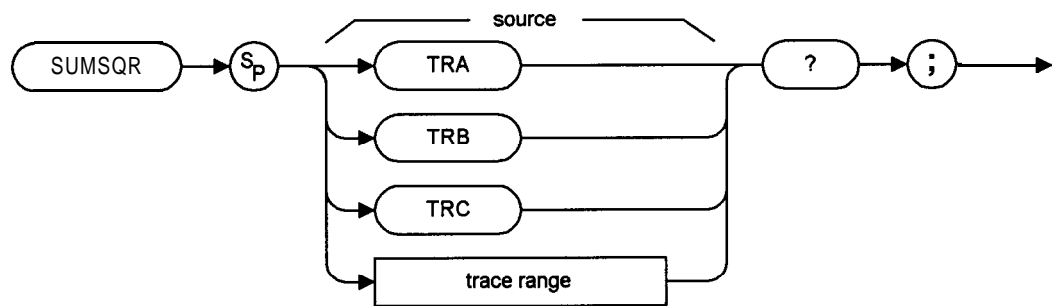 source
SUMSQR SP TRA ? ;
TRB
TRC
trace range